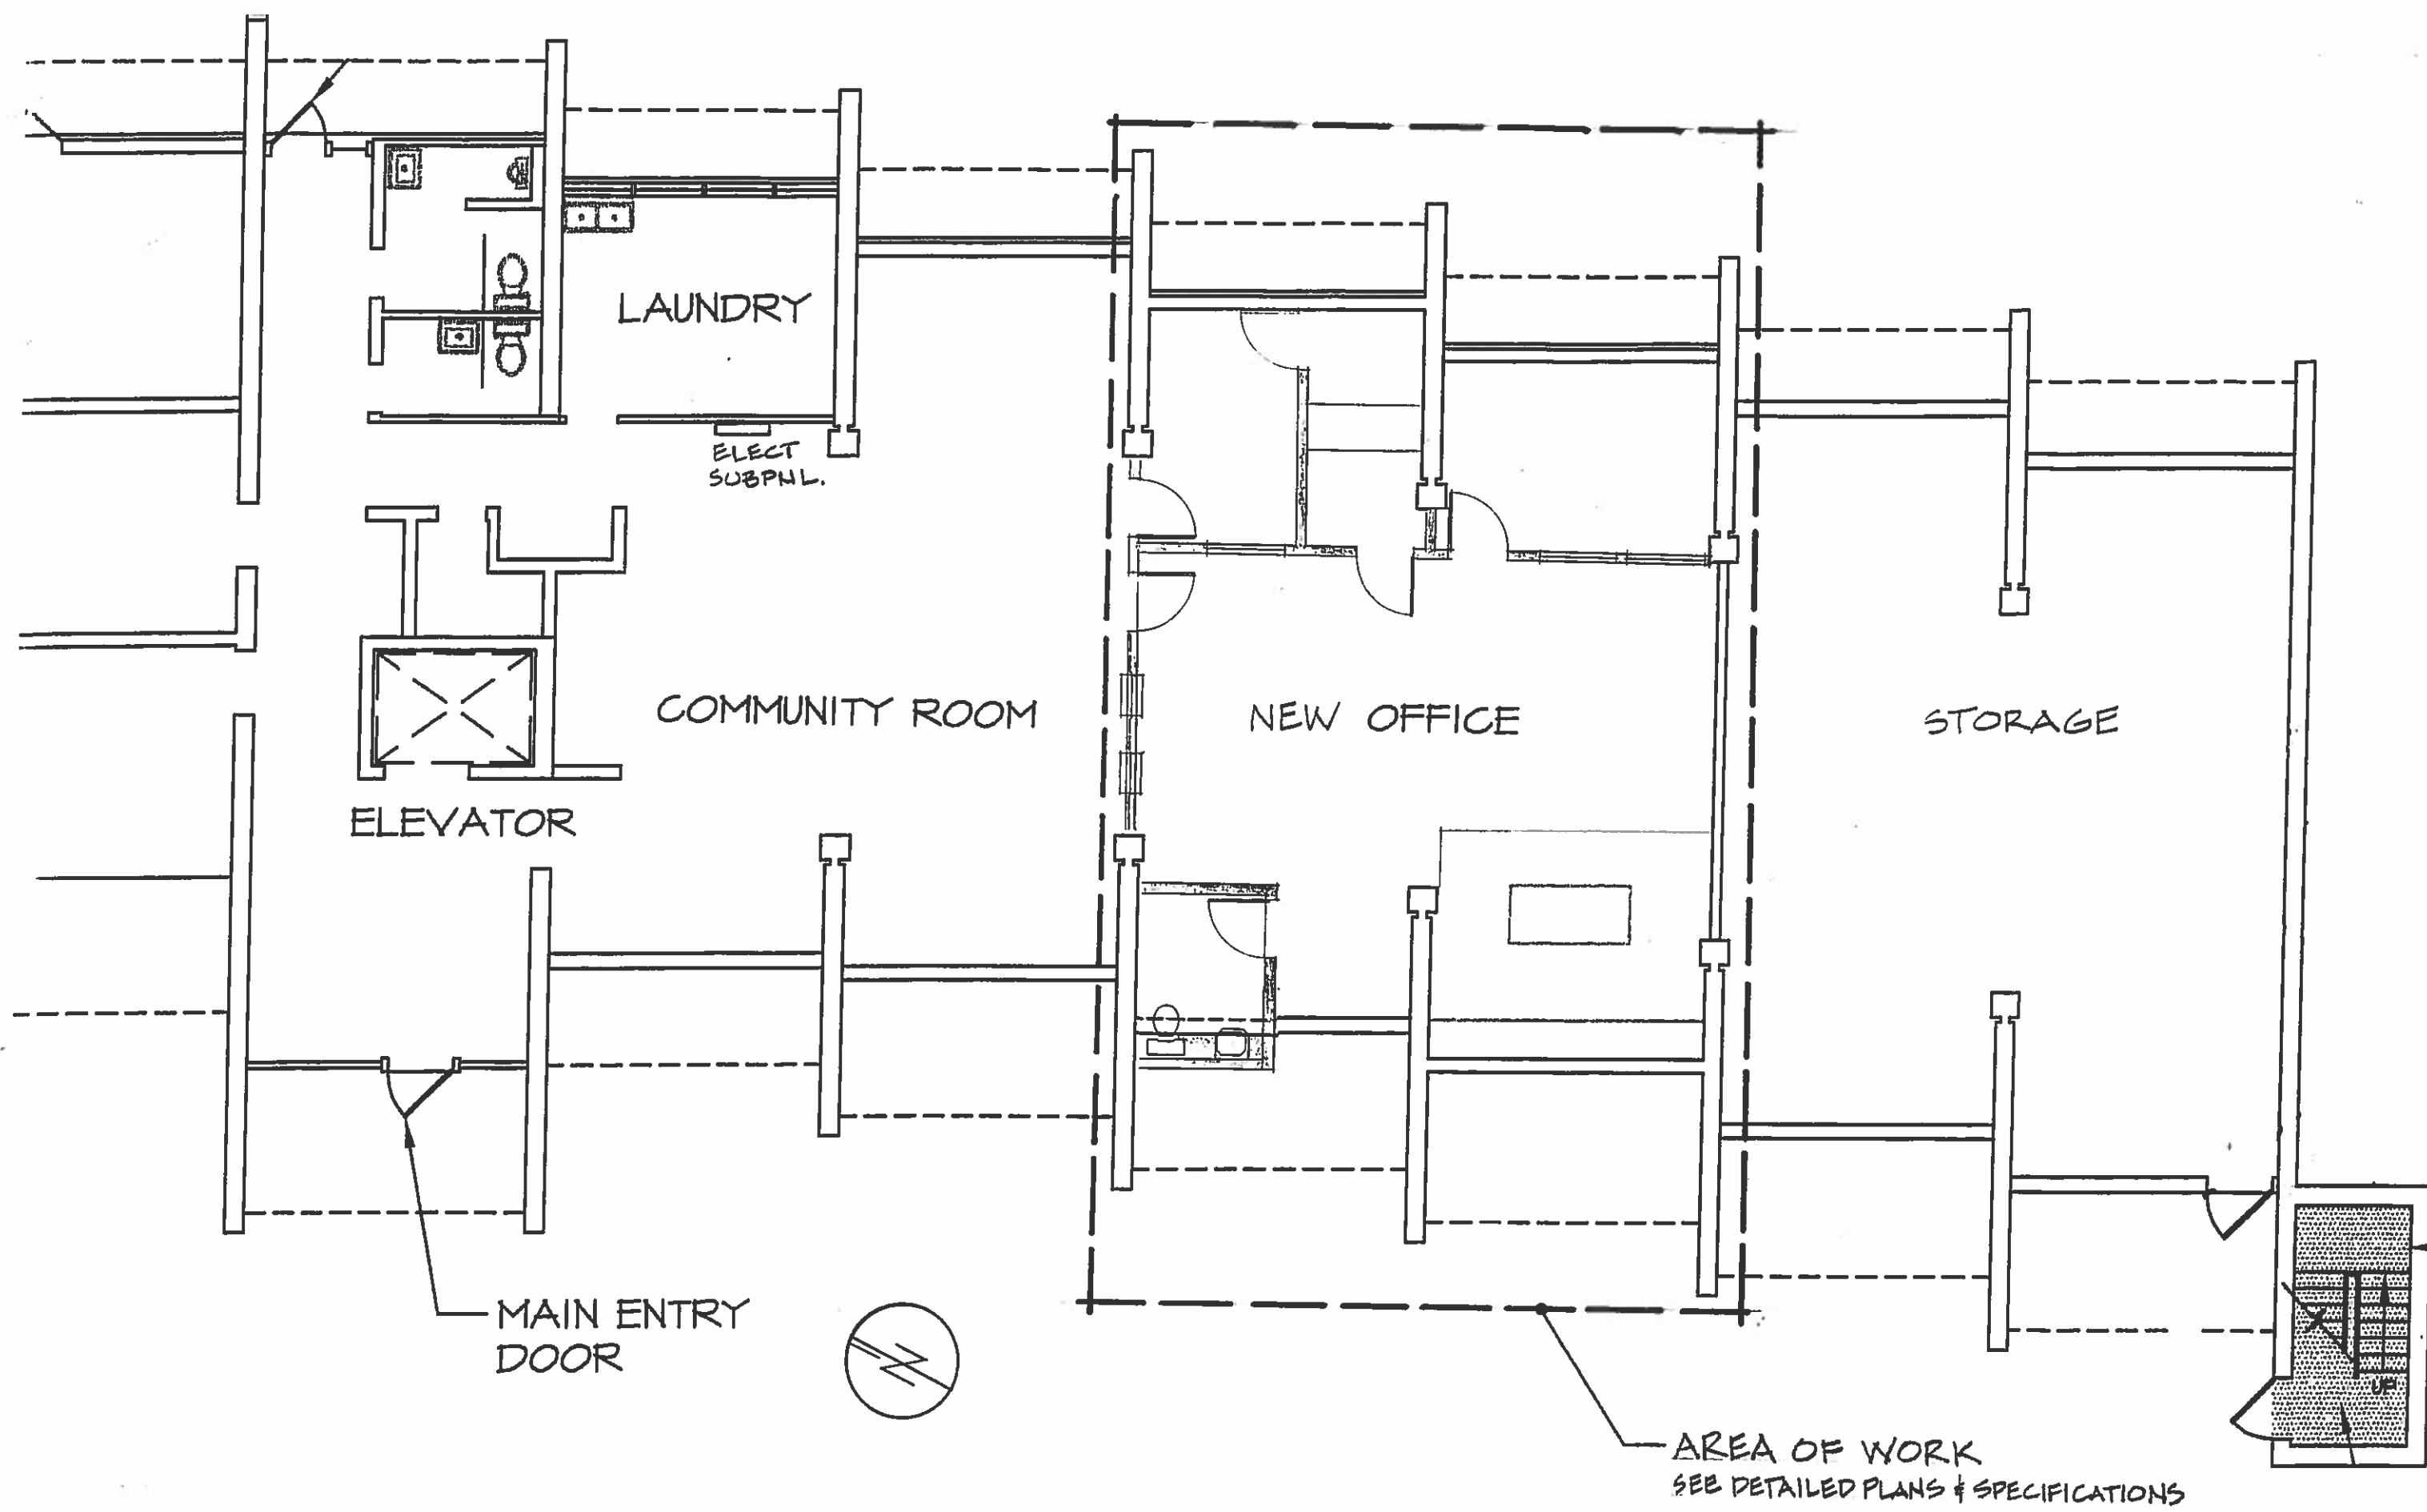 LAUNDRY
ELECT
SUBPNL.
COMMUNITY ROOM
NEW OFFICE
STORAGE
ELEVATOR
MAIN ENTRY
DOOR
UP
AREA OF WORK
SEE DETAILED PLANS & SPECIFICATIONS